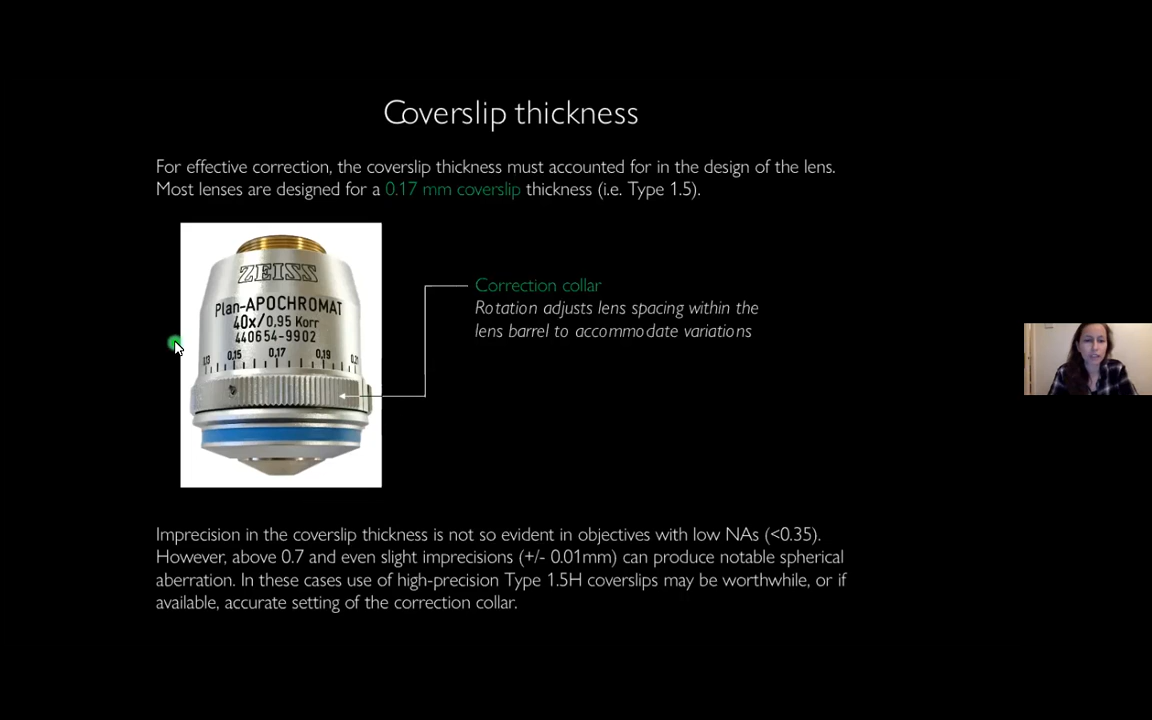 Coverslip thickness
For effective correction, the coverslip thickness must accounted for in the design of the lens.
Most lenses are designed for a 0.17 mm coverslip thickness (i.e. Type 1.5).
ZEISS
Plan-APOCHROMAT
40x/0,95 Korr
440654-9902
0,13 0,15 0,17 0,19 0,21
Correction collar
Rotation adjusts lens spacing within the
lens barrel to accommodate variations
Imprecision in the coverslip thickness is not so evident in objectives with low NAs (<0.35).
However, above 0.7 and even slight imprecisions (+/- 0.01mm) can produce notable spherical
aberration. In these cases use of high-precision Type 1.5H coverslips may be worthwhile, or if
available, accurate setting of the correction collar.